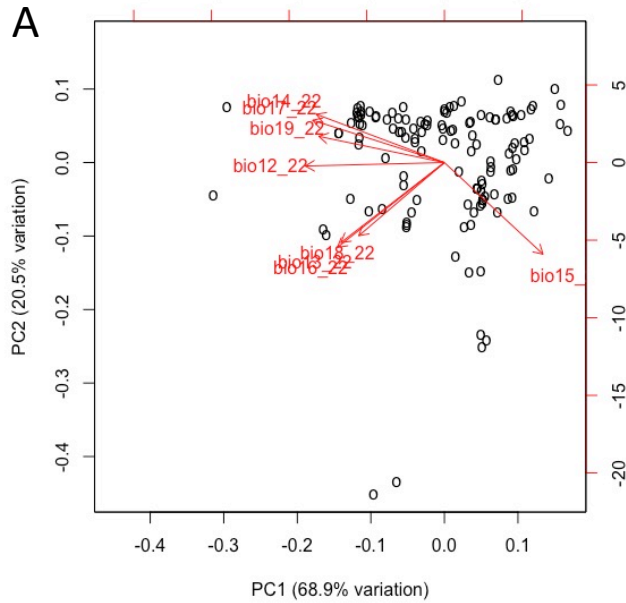 A
0.1
0.0
-0.1
-0.2
-0.3
-0.4
PC2 (20.5% variation)
bio14_22
bio17_22
bio19_22
bio12_22
bio18_22
bio13_22
bio16_22
bio15_
5
0
-5
-10
-15
-20
-0.4 -0.3 -0.2 -0.1 0.0 0.1
PC1 (68.9% variation)